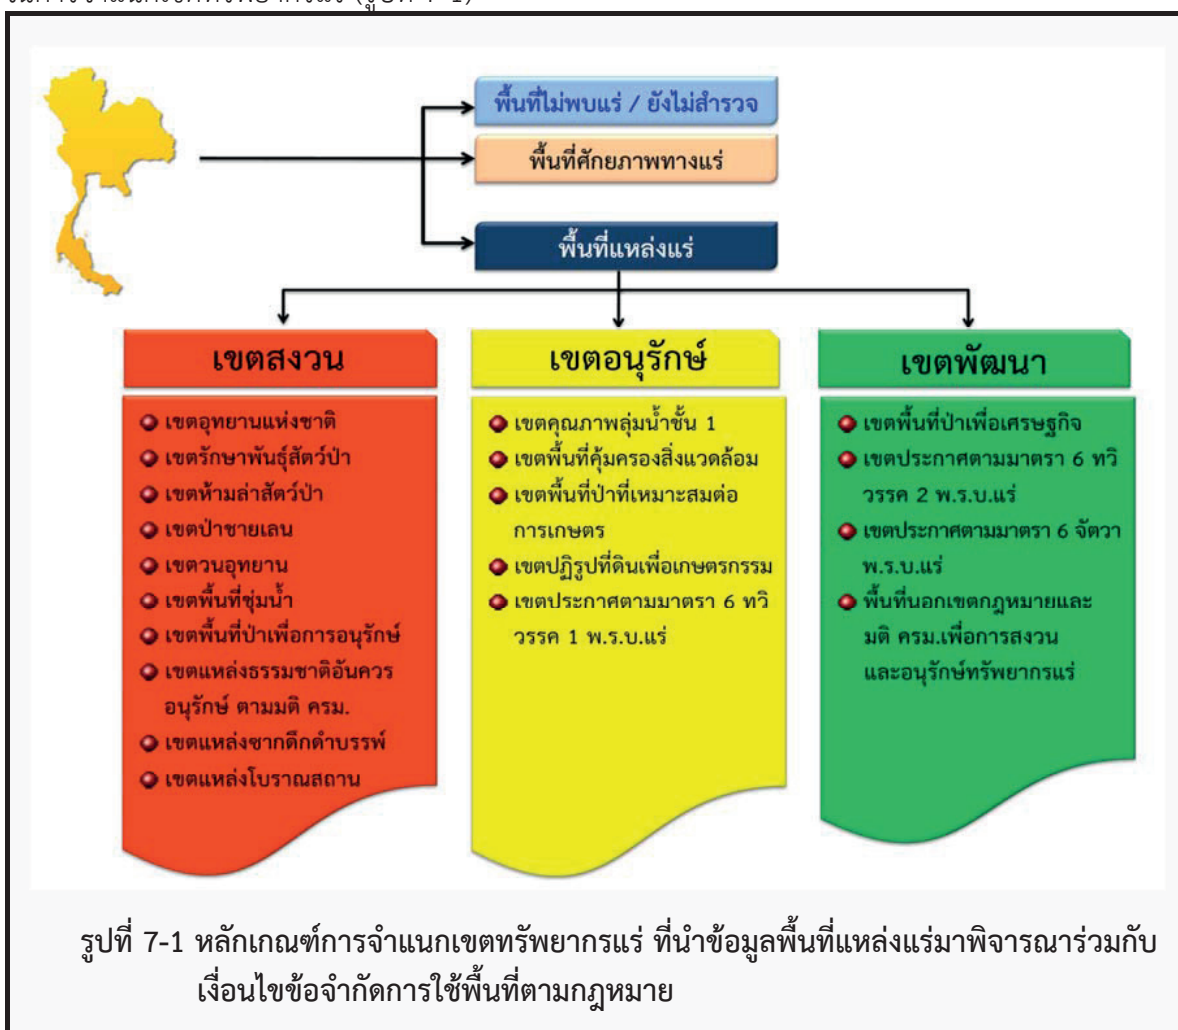 (รูปที่ 7-1)
พื้นที่ไม่พบแร่ / ยังไม่สำรวจ
พื้นที่ศักยภาพทางแร่
พื้นที่แหล่งแร่
เขตสงวน
เขตอุทยานแห่งชาติ
เขตรักษาพันธุ์สัตว์ป่า
เขตห้ามล่าสัตว์ป่า
เขตป่าชายเลน
เขตวนอุทยาน
เขตพื้นที่ชุ่มน้ำ
เขตพื้นที่ป่าเพื่อการอนุรักษ์
เขตแหล่งธรรมชาติอันควร
อนุรักษ์ ตามมติ ครม.
เขตแหล่งซากดึกดำบรรพ์
เขตแหล่งโบราณสถาน
เขตอนุรักษ์
เขตคุณภาพลุ่มน้ำชั้น 1
เขตพื้นที่คุ้มครองสิ่งแวดล้อม
เขตพื้นที่ป่าที่เหมาะสมต่อ
การเกษตร
เขตปฏิรูปที่ดินเพื่อเกษตรกรรม
เขตประกาศตามมาตรา 6 ทวิ
วรรค 1 พ.ร.บ.แร่
เขตพัฒนา
เขตพื้นที่ป่าเพื่อเศรษฐกิจ
เขตประกาศตามมาตรา 6 ทวิ
วรรค 2 พ.ร.บ.แร่
เขตประกาศตามมาตรา 6 จัตวา
พ.ร.บ.แร่
พื้นที่นอกเขตกฎหมายและ
มติ ครม.เพื่อการสงวน
และอนุรักษ์ทรัพยากรแร่
รูปที่ 7-1 หลักเกณฑ์การจำแนกเขตทรัพยากรแร่ ที่นำข้อมูลพื้นที่แหล่งแร่มาพิจารณาร่วมกับ
เงื่อนไขข้อจำกัดการใช้พื้นที่ตามกฎหมาย